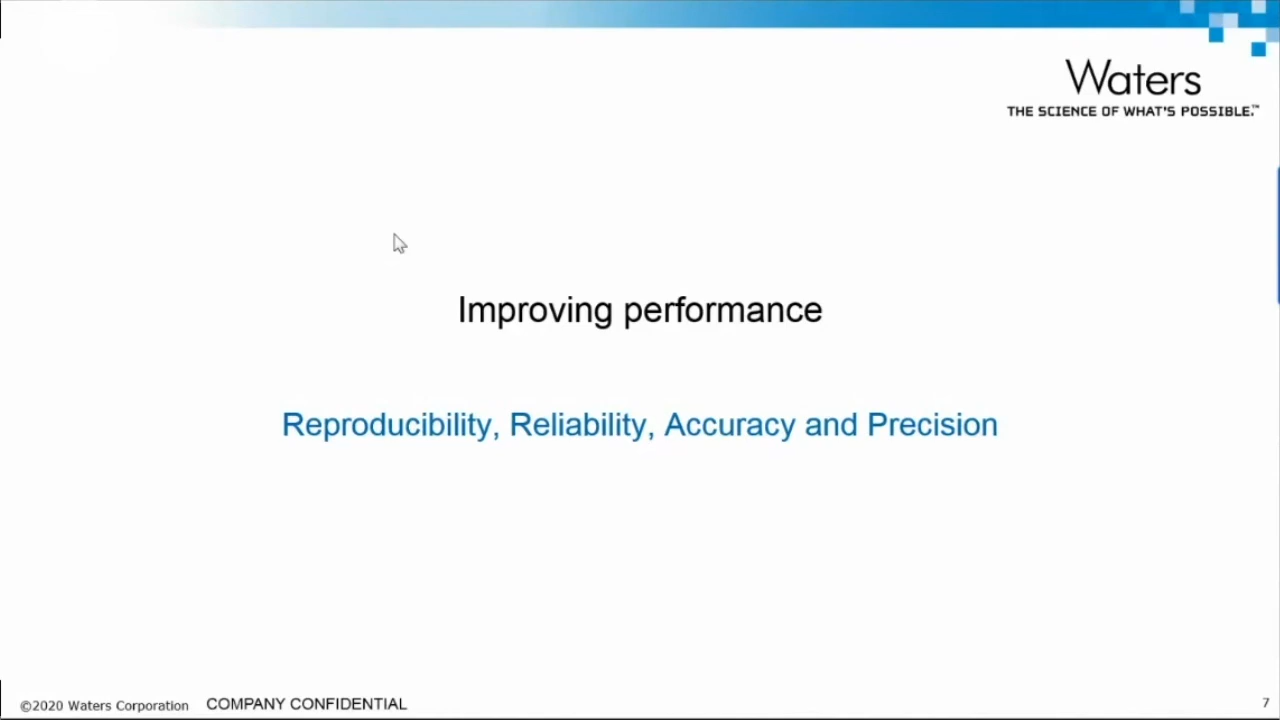 Waters
THE SCIENCE OF WHAT'S POSSIBLE.™
Improving performance
Reproducibility, Reliability, Accuracy and Precision
©2020 Waters Corporation COMPANY CONFIDENTIAL
7